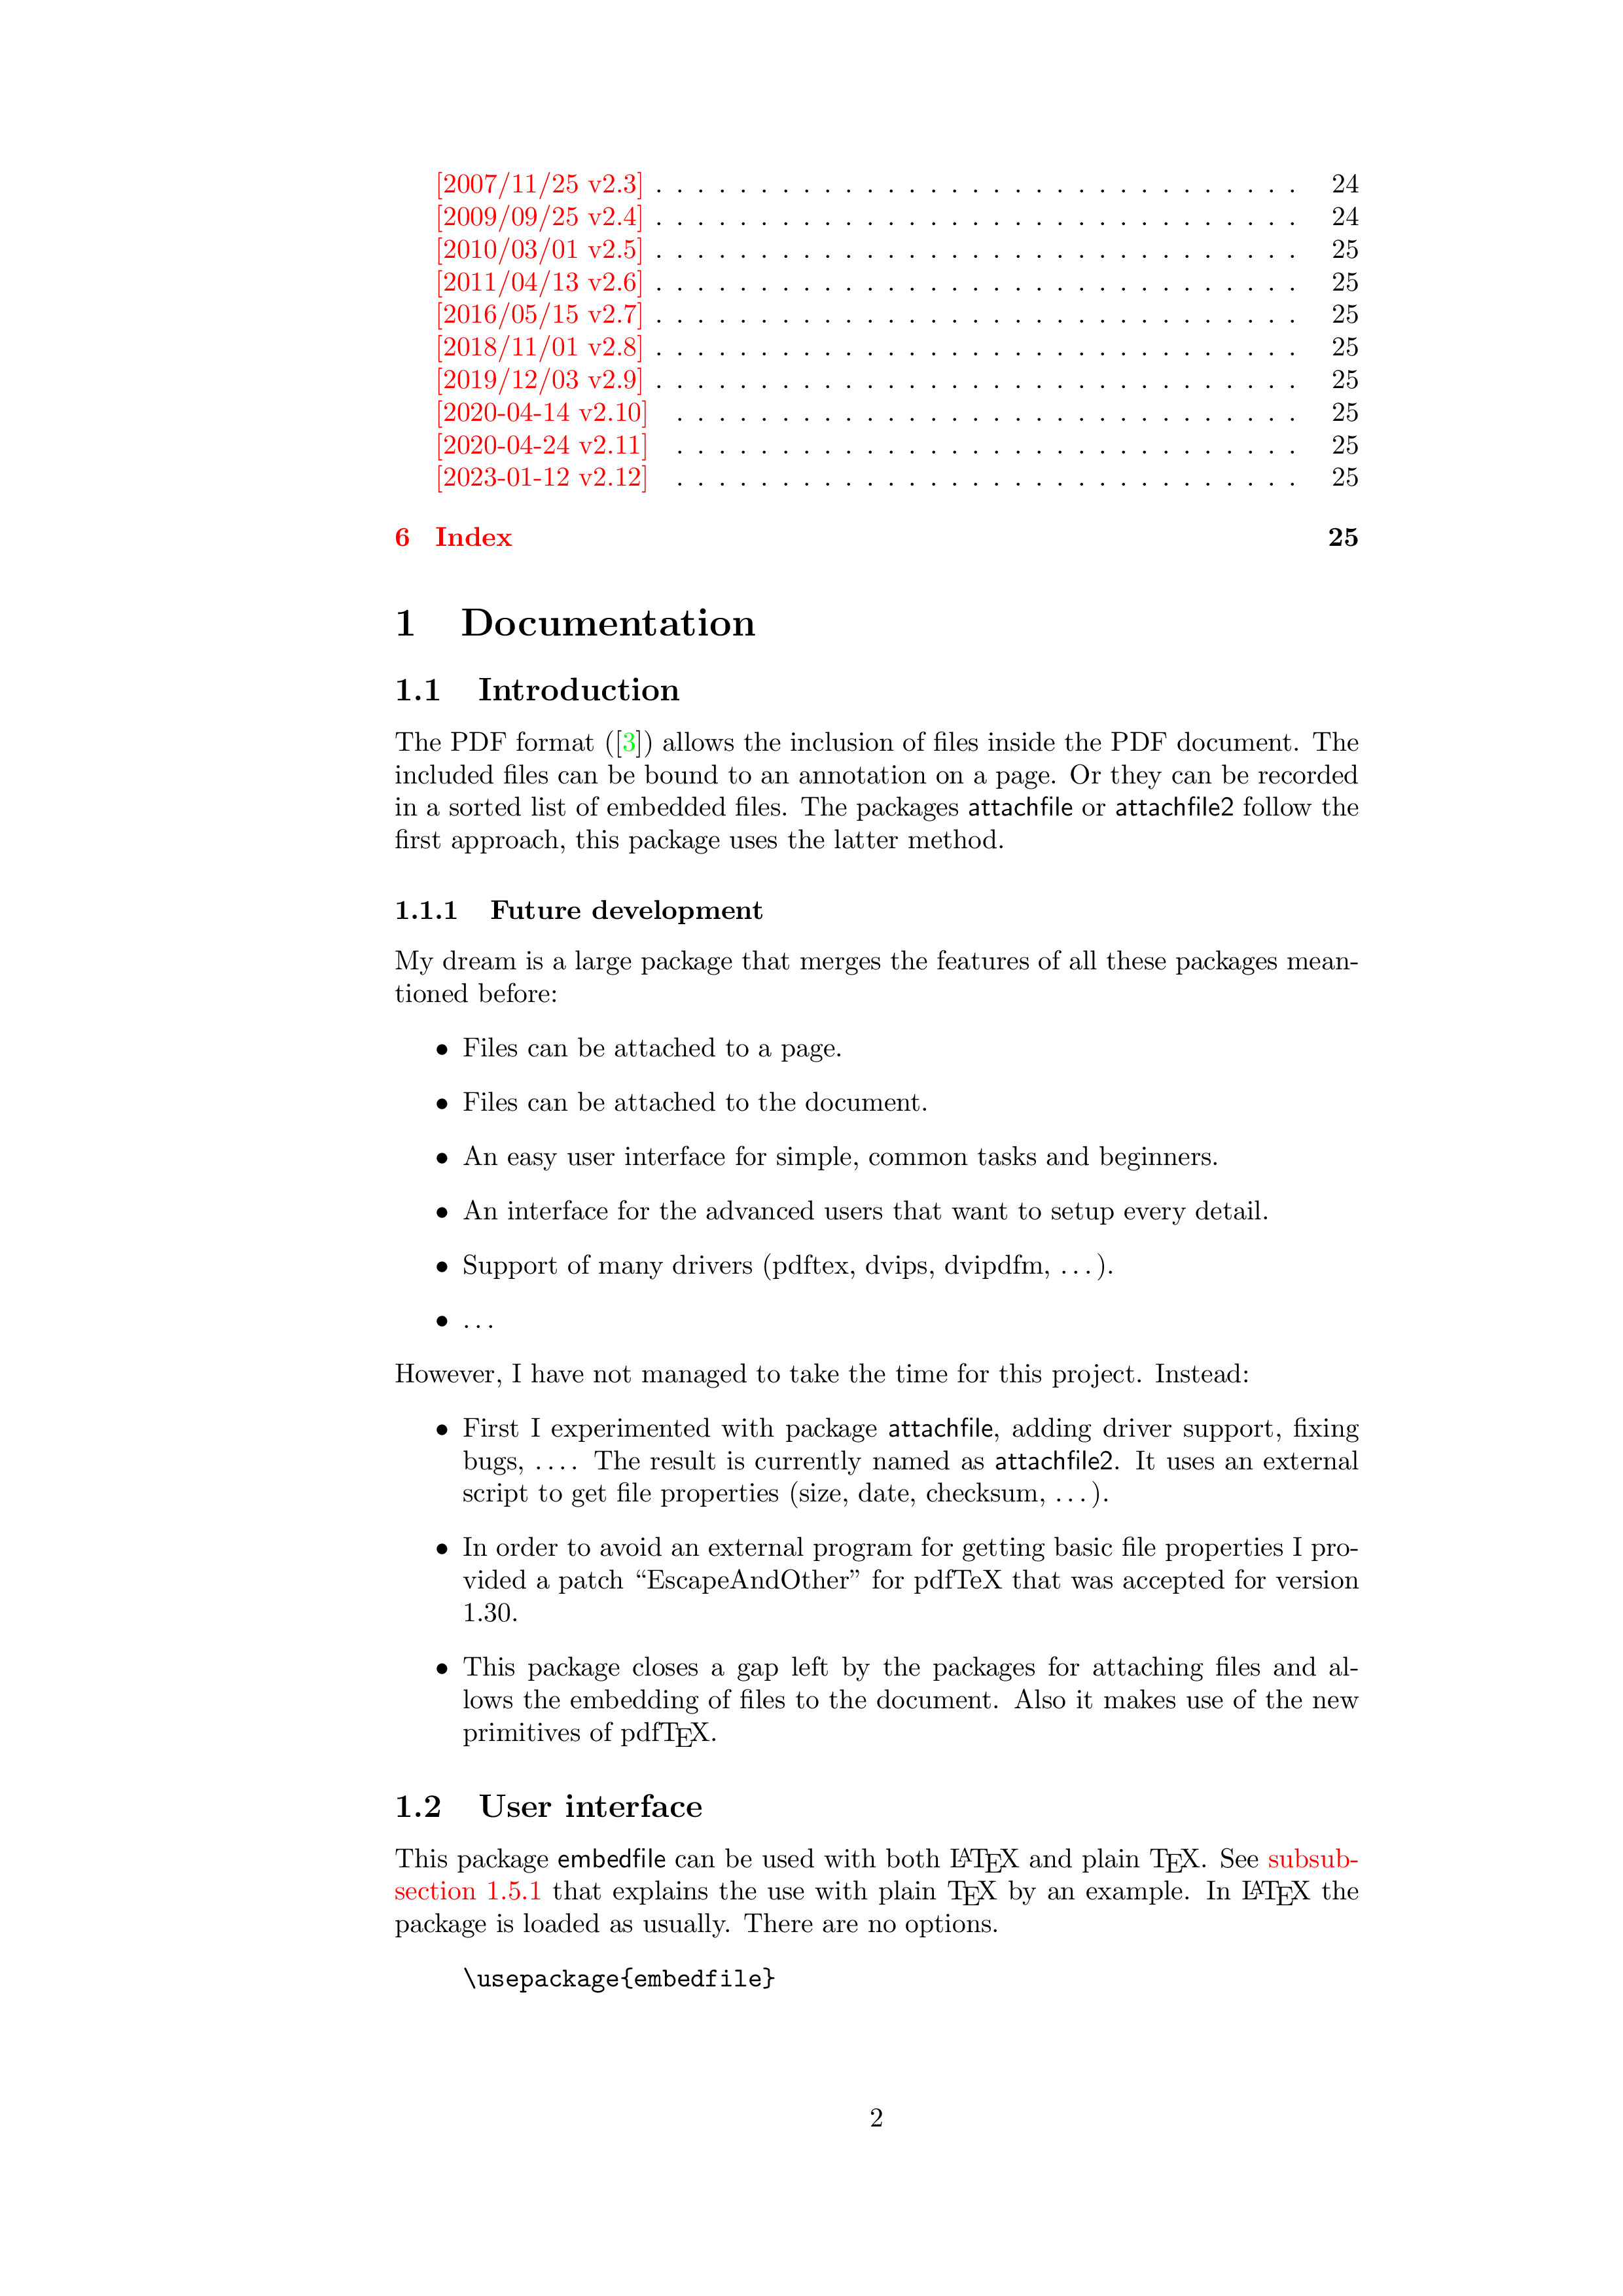 [2007/11/25 v2.3] . . . . . . . . . . . . . . . . . . . . . . . . . . . . . . . 24
[2009/09/25 v2.4] . . . . . . . . . . . . . . . . . . . . . . . . . . . . . . . 24
[2010/03/01 v2.5] . . . . . . . . . . . . . . . . . . . . . . . . . . . . . . . 25
[2011/04/13 v2.6] . . . . . . . . . . . . . . . . . . . . . . . . . . . . . . . 25
[2016/05/15 v2.7] . . . . . . . . . . . . . . . . . . . . . . . . . . . . . . . 25
[2018/11/01 v2.8] . . . . . . . . . . . . . . . . . . . . . . . . . . . . . . . 25
[2019/12/03 v2.9] . . . . . . . . . . . . . . . . . . . . . . . . . . . . . . . 25
[2020-04-14 v2.10] . . . . . . . . . . . . . . . . . . . . . . . . . . . . . . 25
[2020-04-24 v2.11] . . . . . . . . . . . . . . . . . . . . . . . . . . . . . . 25
[2023-01-12 v2.12] . . . . . . . . . . . . . . . . . . . . . . . . . . . . . . 25
6 Index 25
1 Documentation
1.1 Introduction
The PDF format ([3]) allows the inclusion of files inside the PDF document. The
included files can be bound to an annotation on a page. Or they can be recorded
in a sorted list of embedded files. The packages attachfile or attachfile2 follow the
first approach, this package uses the latter method.
1.1.1 Future development
My dream is a large package that merges the features of all these packages mean-
tioned before:
• Files can be attached to a page.
• Files can be attached to the document.
• An easy user interface for simple, common tasks and beginners.
• An interface for the advanced users that want to setup every detail.
• Support of many drivers (pdftex, dvips, dvipdfm, . . . ).
• . . .
However, I have not managed to take the time for this project. Instead:
• First I experimented with package attachfile, adding driver support, fixing
bugs, . . . . The result is currently named as attachfile2. It uses an external
script to get file properties (size, date, checksum, . . . ).
• In order to avoid an external program for getting basic file properties I pro-
vided a patch “EscapeAndOther” for pdfTeX that was accepted for version
1.30.
• This package closes a gap left by the packages for attaching files and al-
lows the embedding of files to the document. Also it makes use of the new
primitives of pdfTEX.
1.2 User interface
This package embedfile can be used with both LATEX and plain TEX. See subsub-
section 1.5.1 that explains the use with plain TEX by an example. In LATEX the
package is loaded as usually. There are no options.
\usepackage{embedfile}
2